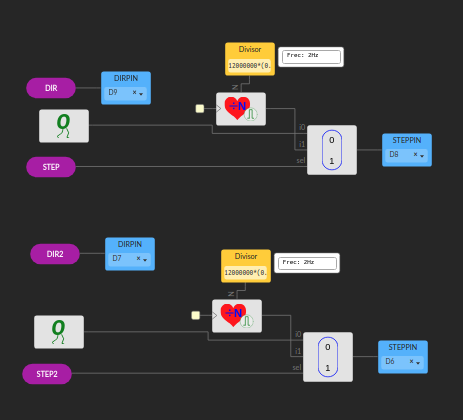 Divisor
12000000*(0.
Frec: 2Hz
DIRPIN
DIR
D9 ×
N
÷N
0
i0
i1
sel
0
1
STEPPIN
D8 ×
STEP
DIRPIN
DIR2
D7 ×
Divisor
12000000*(0.
Frec: 2Hz
N
÷N
0
i0
i1
sel
0
1
STEPPIN
D6 ×
STEP2